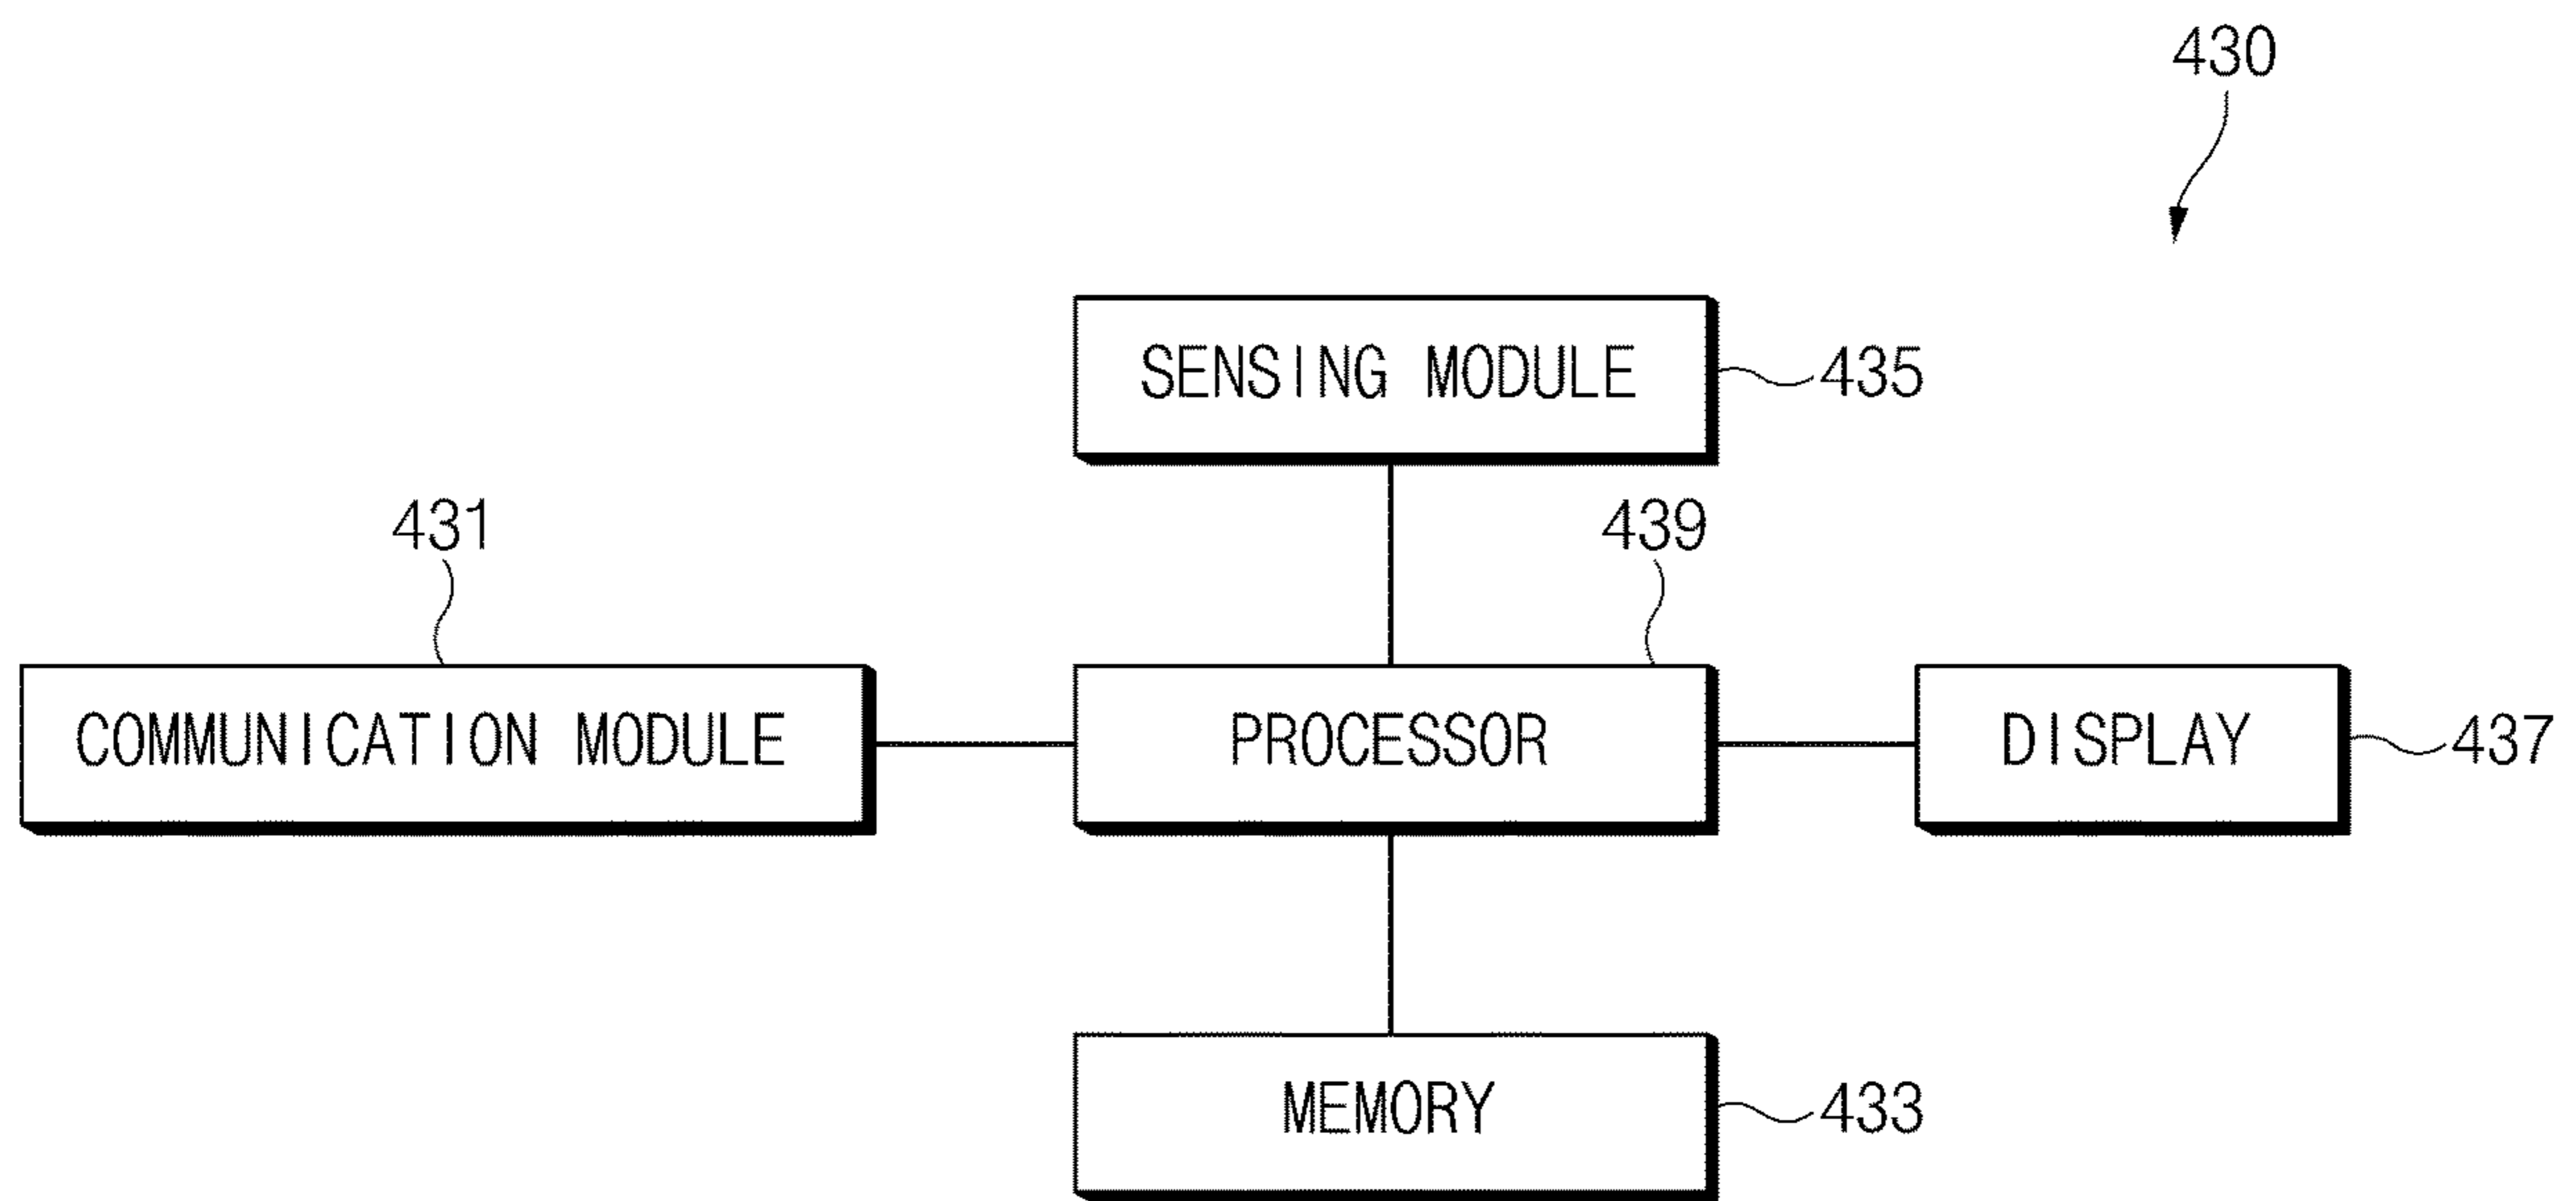 430
SENSING MODULE
435
431
439
COMMUNICATION MODULE
PROCESSOR
DISPLAY
437
MEMORY
433